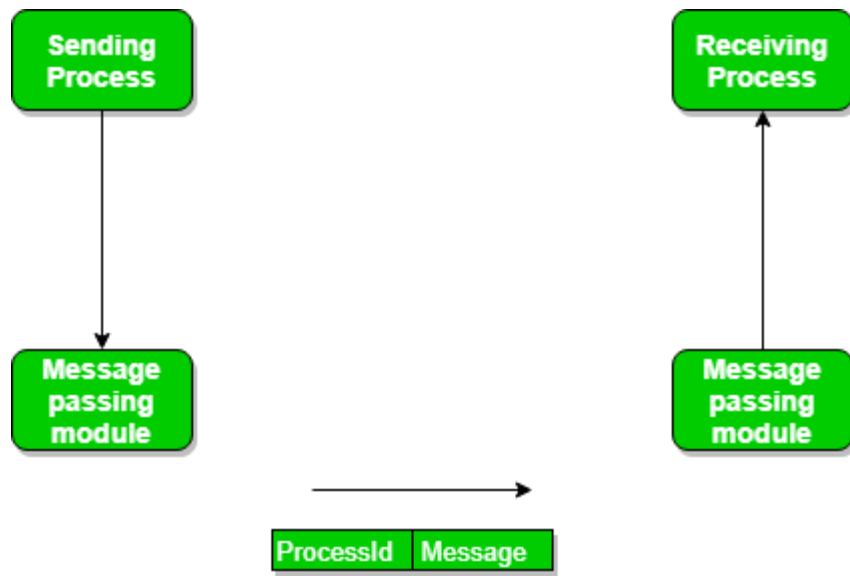 Sending
Process
Receiving
Process
Message
passing
module
Message
passing
module
ProcessId
Message